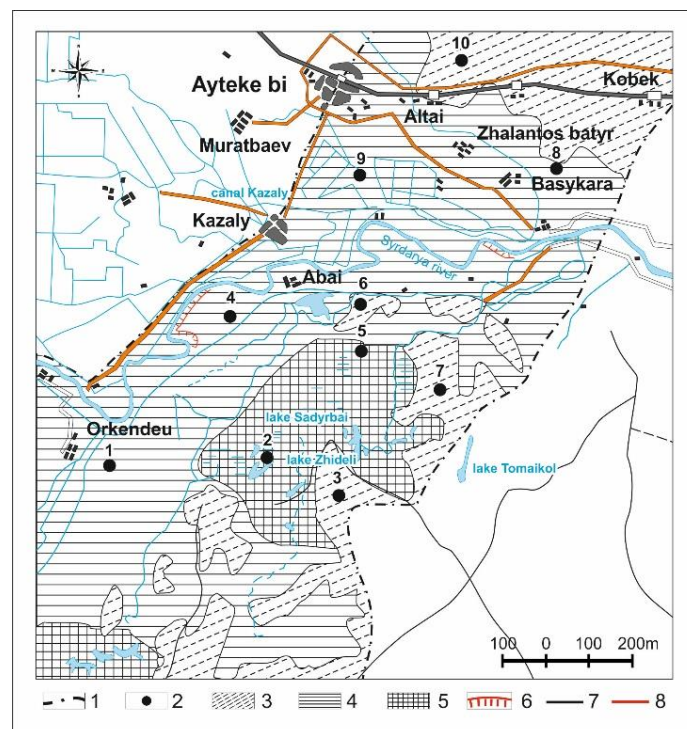 10
Ayteke bi
Kobek
Altai
Muratbaev
Zhalantos batyr
8
9
Basykara
canal Kazaly
Kazaly
Syrdarya river
Abai
6
4
5
7
lake Sadyrbai
Orkendeu
1
2
lake Zhideli
lake Tomaikol
3
100 0 100 200m
1 2 3 4 5 6 7 8